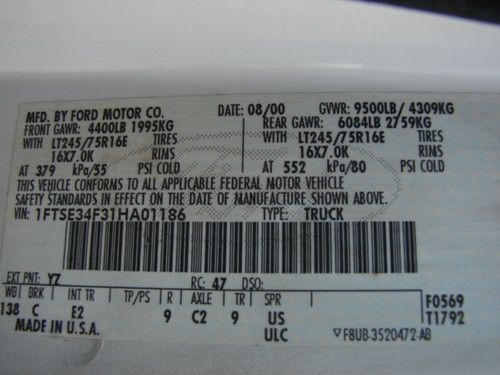 MFD. BY FORD MOTOR CO. DATE: 08/00 GVWR: 9500LB/ 4309KG
FRONT GAWR: 4400LB 1995KG REAR GAWR: 6084LB 2759KG
WITH LT245/75R16E TIRES WITH LT245/75R16E TIRES
16X7.0K RIMS 16X7.0K RIMS
AT 379 kPa/55 PSI COLD AT 552 kPa/80 PSI COLD
THIS VEHICLE CONFORMS TO ALL APPLICABLE FEDERAL MOTOR VEHICLE
SAFETY STANDARDS IN EFFECT ON THE DATE OF MANUFACTURE SHOWN ABOVE.
VIN: 1FTSE34F31HA01186 TYPE: TRUCK
EXT PNT: YZ RC: 47 DSO:
WB BRK INT TR TP/PS R AXLE TR SPR F0569
138 C E2 9 C2 9 US T1792
MADE IN U.S.A. ULC F8UB-3520472-AB